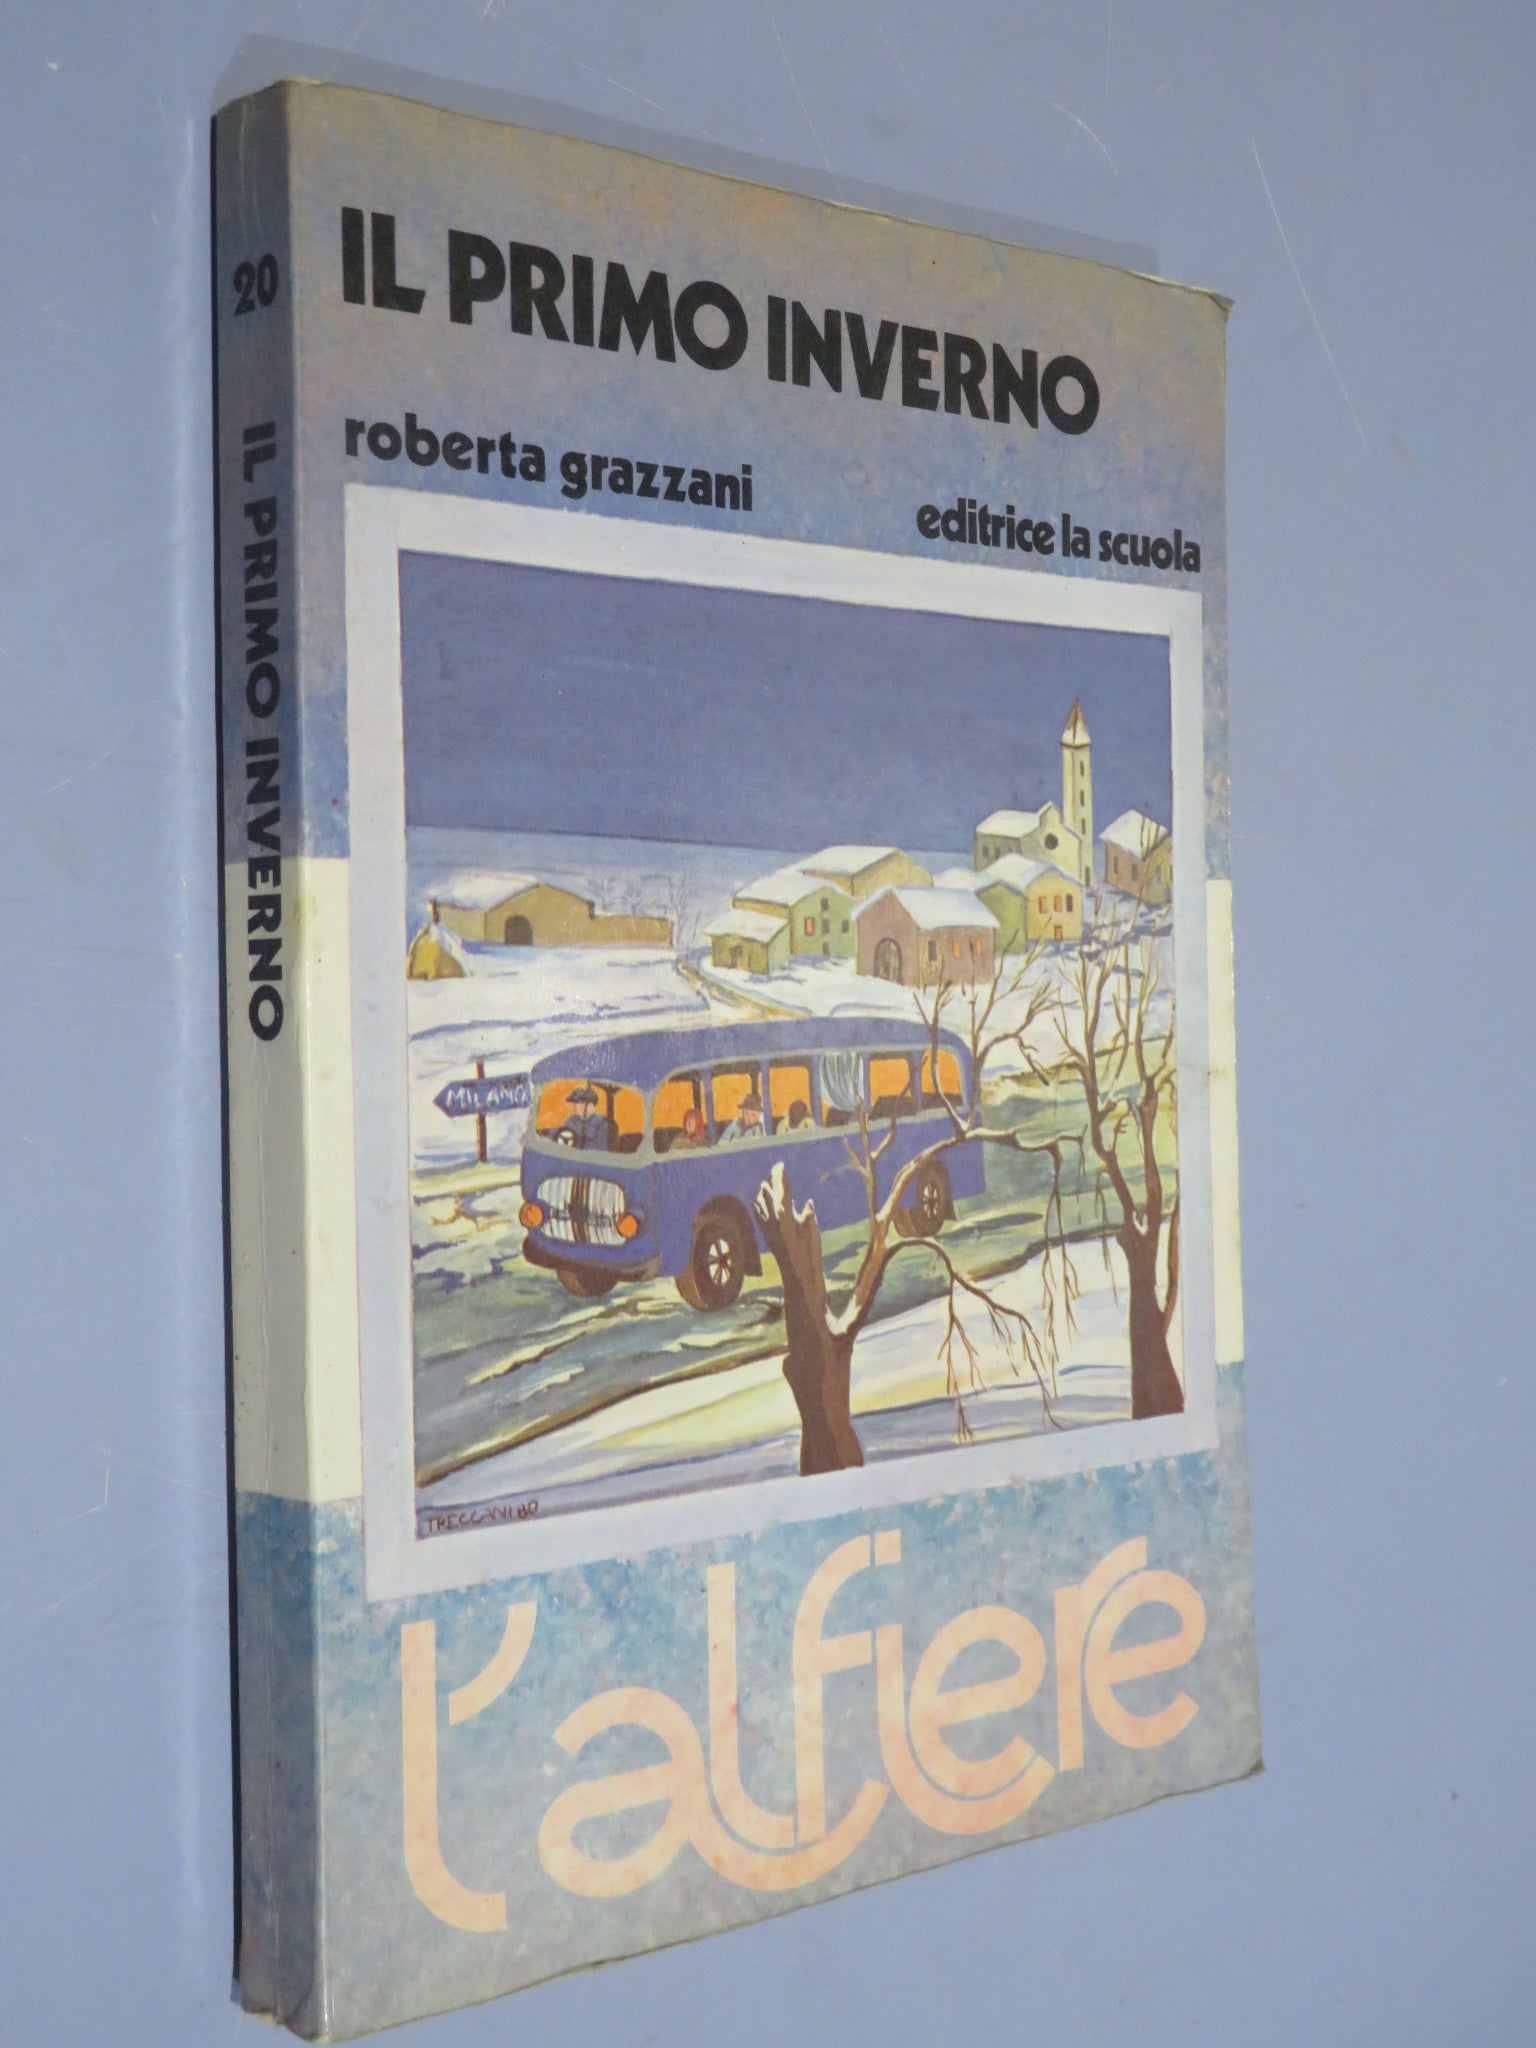 20
IL PRIMO INVERNO
IL PRIMO INVERNO
roberta grazzani
editrice la scuola
MILANO
TRECCANI 80
l'alfiere